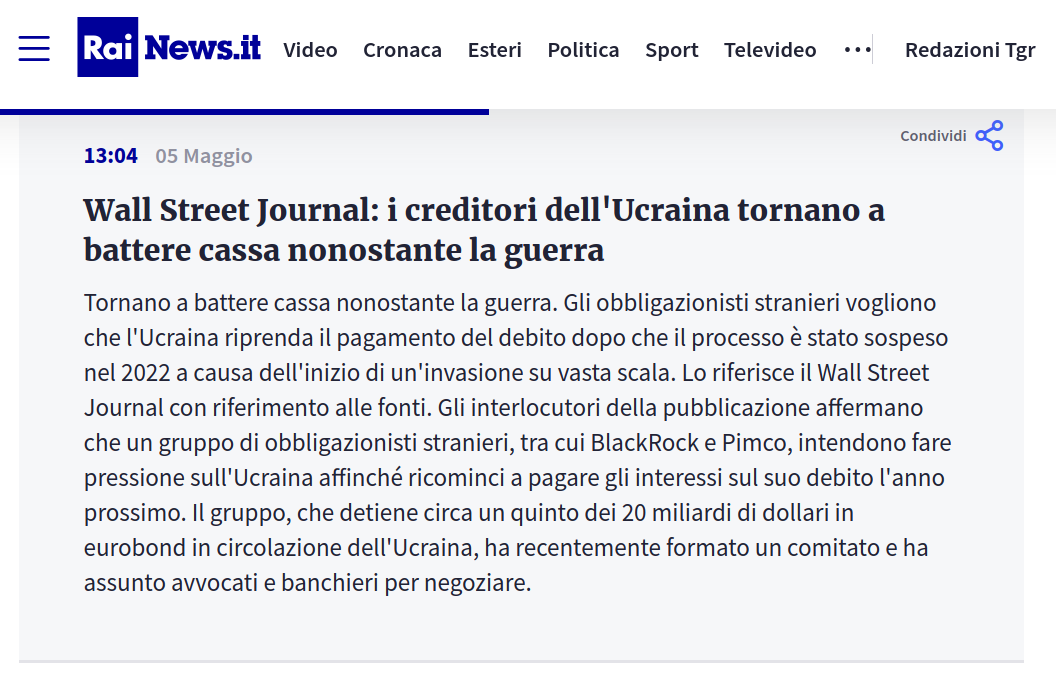 Rai News.it Video Cronaca Esteri Politica Sport Televideo ... Redazioni Tgr
Condividi
13:04 05 Maggio
Wall Street Journal: i creditori dell'Ucraina tornano a
battere cassa nonostante la guerra
Tornano a battere cassa nonostante la guerra. Gli obbligazionisti stranieri vogliono
che l'Ucraina riprenda il pagamento del debito dopo che il processo è stato sospeso
nel 2022 a causa dell'inizio di un'invasione su vasta scala. Lo riferisce il Wall Street
Journal con riferimento alle fonti. Gli interlocutori della pubblicazione affermano
che un gruppo di obbligazionisti stranieri, tra cui BlackRock e Pimco, intendono fare
pressione sull'Ucraina affinché ricominci a pagare gli interessi sul suo debito l'anno
prossimo. Il gruppo, che detiene circa un quinto dei 20 miliardi di dollari in
eurobond in circolazione dell'Ucraina, ha recentemente formato un comitato e ha
assunto avvocati e banchieri per negoziare.